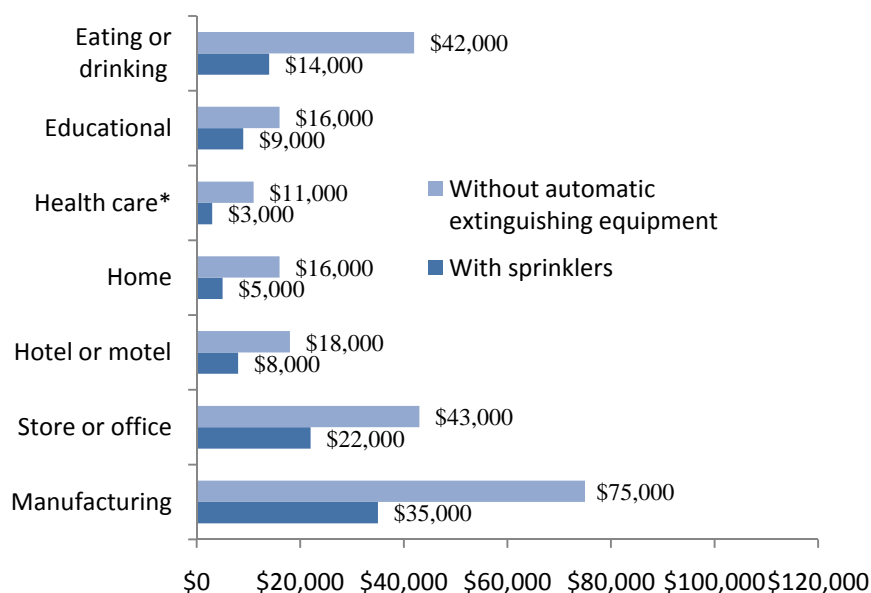 Eating or
drinking
$42,000
$14,000
Educational
$16,000
$9,000
Health care*
$11,000
$3,000
Without automatic
extinguishing equipment
With sprinklers
Home
$16,000
$5,000
Hotel or motel
$18,000
$8,000
Store or office
$43,000
$22,000
Manufacturing
$75,000
$35,000
$0 $20,000 $40,000 $60,000 $80,000 $100,000 $120,000